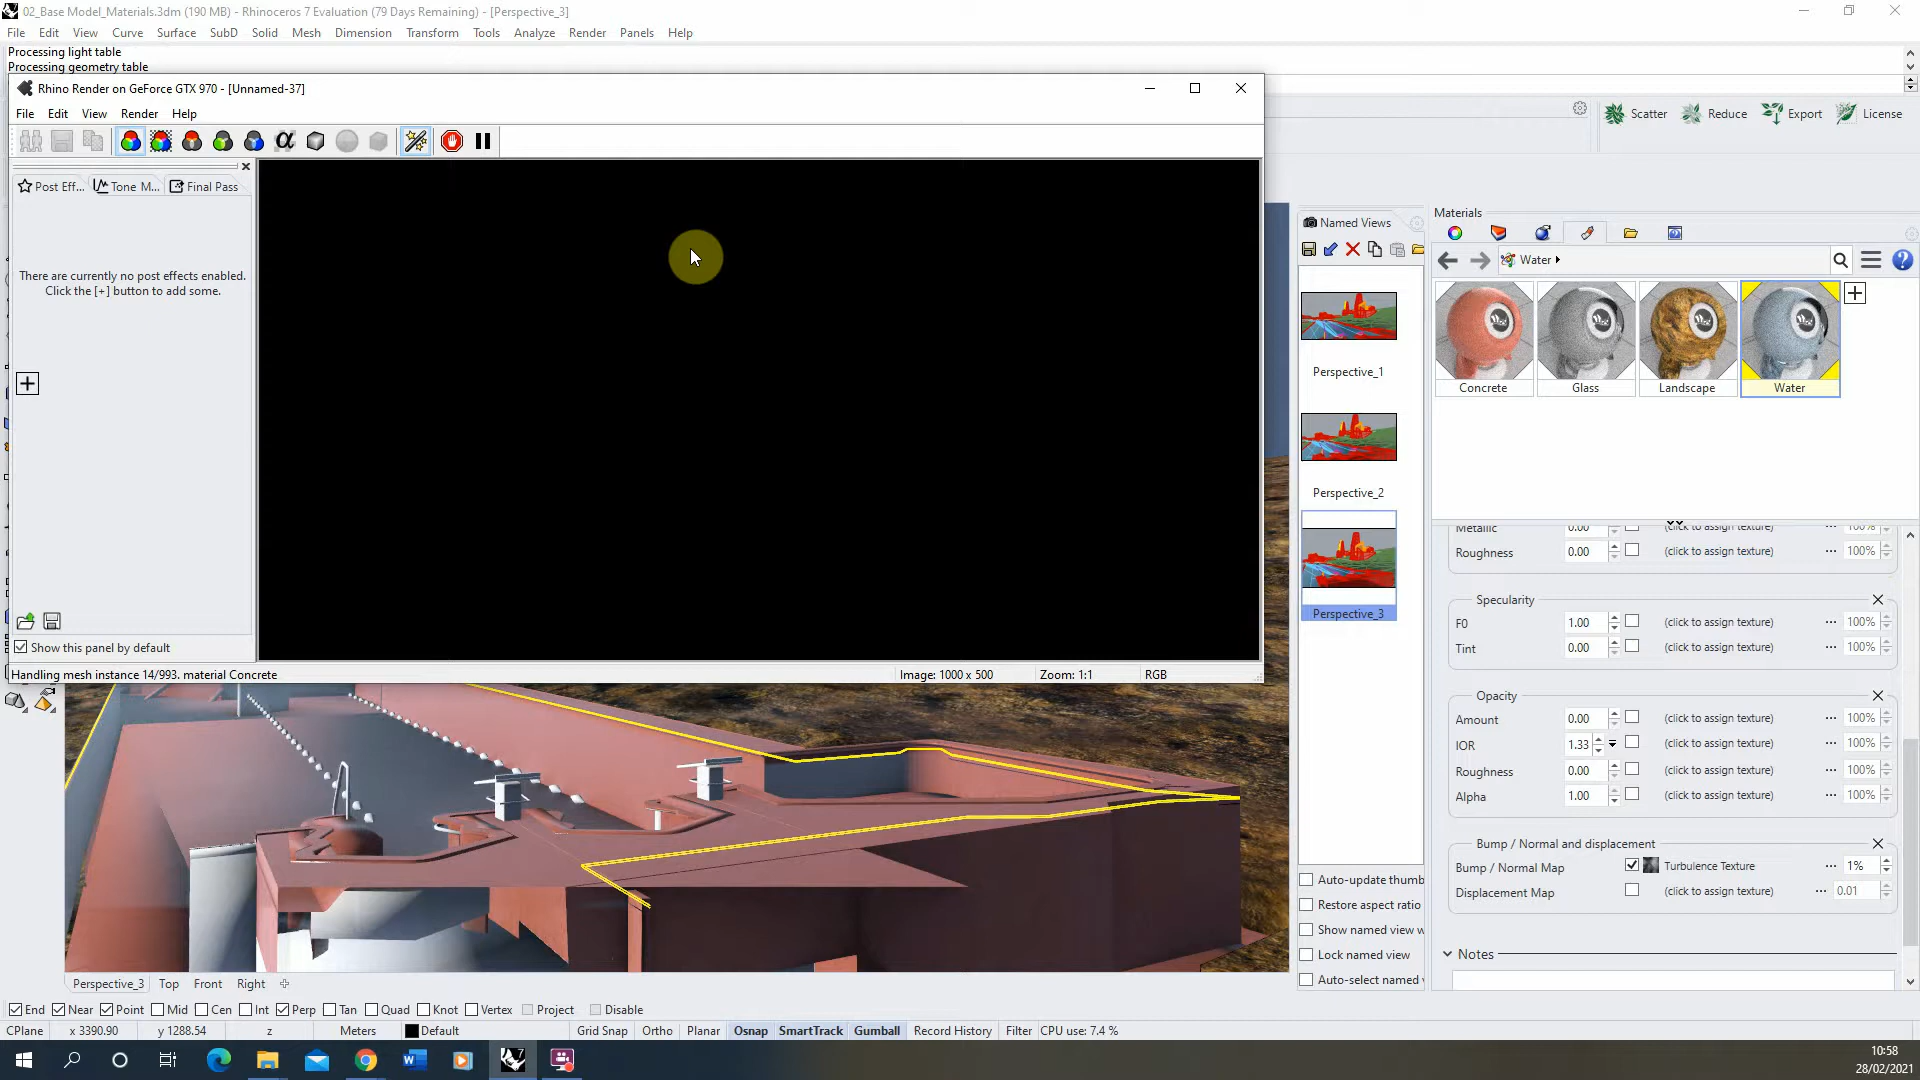 02_Base Model_Materials.3dm (190 MB) - Rhinoceros 7 Evaluation (79 Days Remaining) - [Perspective_3]
File Edit View Curve Surface SubD Solid Mesh Dimension Transform Tools Analyze Render Panels Help
Processing light table
Processing geometry table
Rhino Render on GeForce GTX 970 - [Unnamed-37]
File Edit View Render Help
Scatter Reduce Export License
Post Eff... Tone M... Final Pass
There are currently no post effects enabled.
Click the [+] button to add some.
Show this panel by default
Handling mesh instance 14/993. material Concrete
Image: 1000 x 500 Zoom: 1:1 RGB
Named Views
Perspective_1
Perspective_2
Perspective_3
Auto-update thumb
Restore aspect ratio
Show named view w
Lock named view
Auto-select named
Materials
Water
Concrete Glass Landscape Water
Metallic 0.00 (click to assign texture) ... 100%
Roughness 0.00 (click to assign texture) ... 100%
Specularity
F0 1.00 (click to assign texture) ... 100%
Tint 0.00 (click to assign texture) ... 100%
Opacity
Amount 0.00 (click to assign texture) ... 100%
IOR 1.33 (click to assign texture) ... 100%
Roughness 0.00 (click to assign texture) ... 100%
Alpha 1.00 (click to assign texture) ... 100%
Bump / Normal and displacement
Bump / Normal Map Turbulence Texture ... 1%
Displacement Map (click to assign texture) ... 0.01
Notes
Perspective_3 Top Front Right
End Near Point Mid Cen Int Perp Tan Quad Knot Vertex Project Disable
CPlane x 3390.90 y 1288.54 z Meters Default Grid Snap Ortho Planar Osnap SmartTrack Gumball Record History Filter CPU use: 7.4 %
10:58
28/02/2021